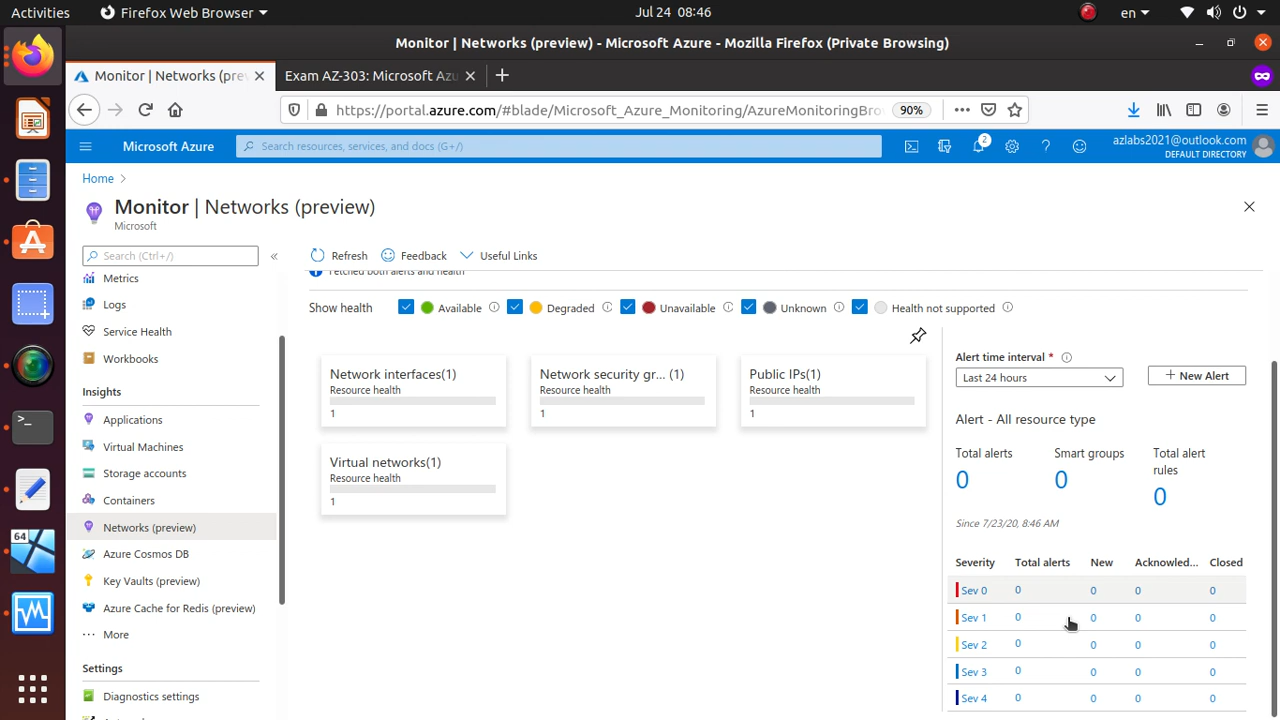 Activities
Firefox Web Browser
Jul 24 08:46
en
Monitor | Networks (preview) - Microsoft Azure - Mozilla Firefox (Private Browsing)
Monitor | Networks (prev
Exam AZ-303: Microsoft Azu
https://portal.azure.com/#blade/Microsoft_Azure_Monitoring/AzureMonitoringBro
90%
Microsoft Azure
Search resources, services, and docs (G+/)
2
azlabs2021@outlook.com
DEFAULT DIRECTORY
Home
Monitor | Networks (preview)
Microsoft
Search (Ctrl+/)
Refresh
Feedback
Useful Links
Metrics
Logs
Service Health
Workbooks
Insights
Applications
Virtual Machines
Storage accounts
Containers
Networks (preview)
Azure Cosmos DB
Key Vaults (preview)
Azure Cache for Redis (preview)
More
Settings
Diagnostics settings
Fetched both alerts and health
Show health
Available
Degraded
Unavailable
Unknown
Health not supported
Network interfaces(1)
Resource health
1
Network security gr... (1)
Resource health
1
Public IPs(1)
Resource health
1
Virtual networks(1)
Resource health
1
Alert time interval *
Last 24 hours
New Alert
Alert - All resource type
Total alerts
0
Smart groups
0
Total alert
rules
0
Since 7/23/20, 8:46 AM
Severity Total alerts New Acknowled... Closed
Sev 0 0 0 0 0
Sev 1 0 0 0 0
Sev 2 0 0 0 0
Sev 3 0 0 0 0
Sev 4 0 0 0 0
64